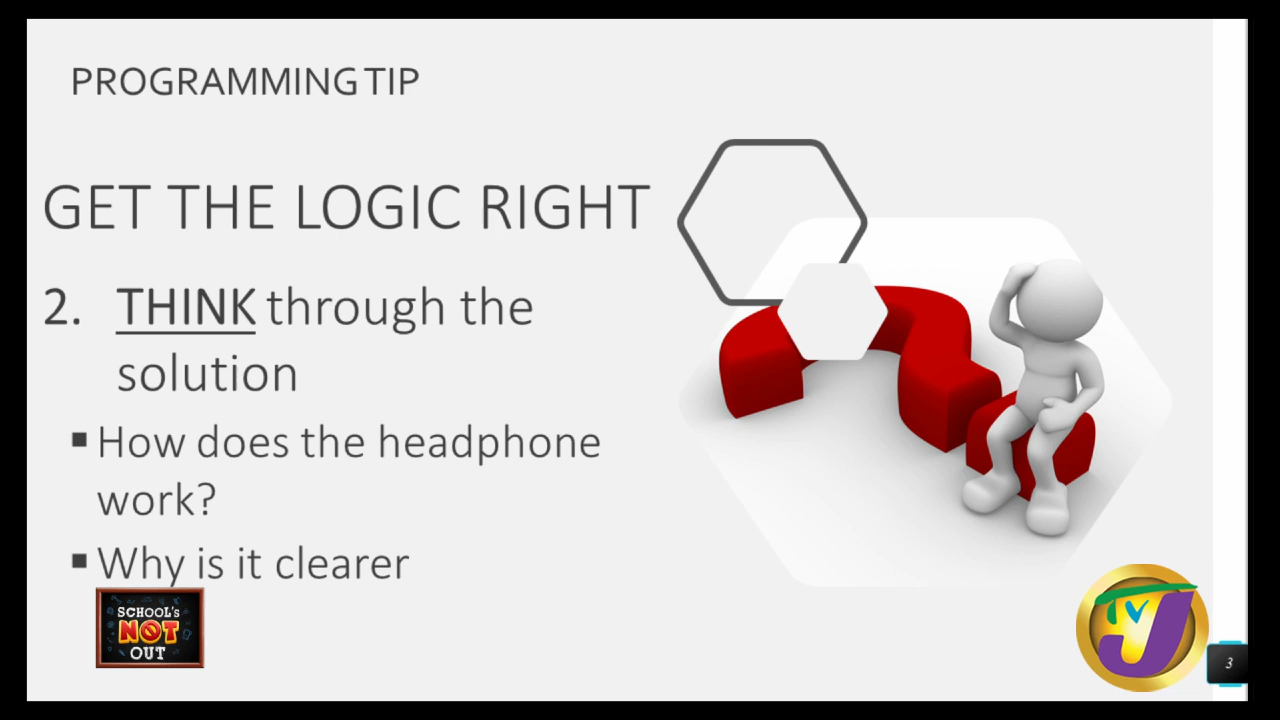 PROGRAMMING TIP
GET THE LOGIC RIGHT
2. THINK through the
solution
▪ How does the headphone
work?
▪ Why is it clearer
SCHOOL's
NOT
OUT
TVJ
3